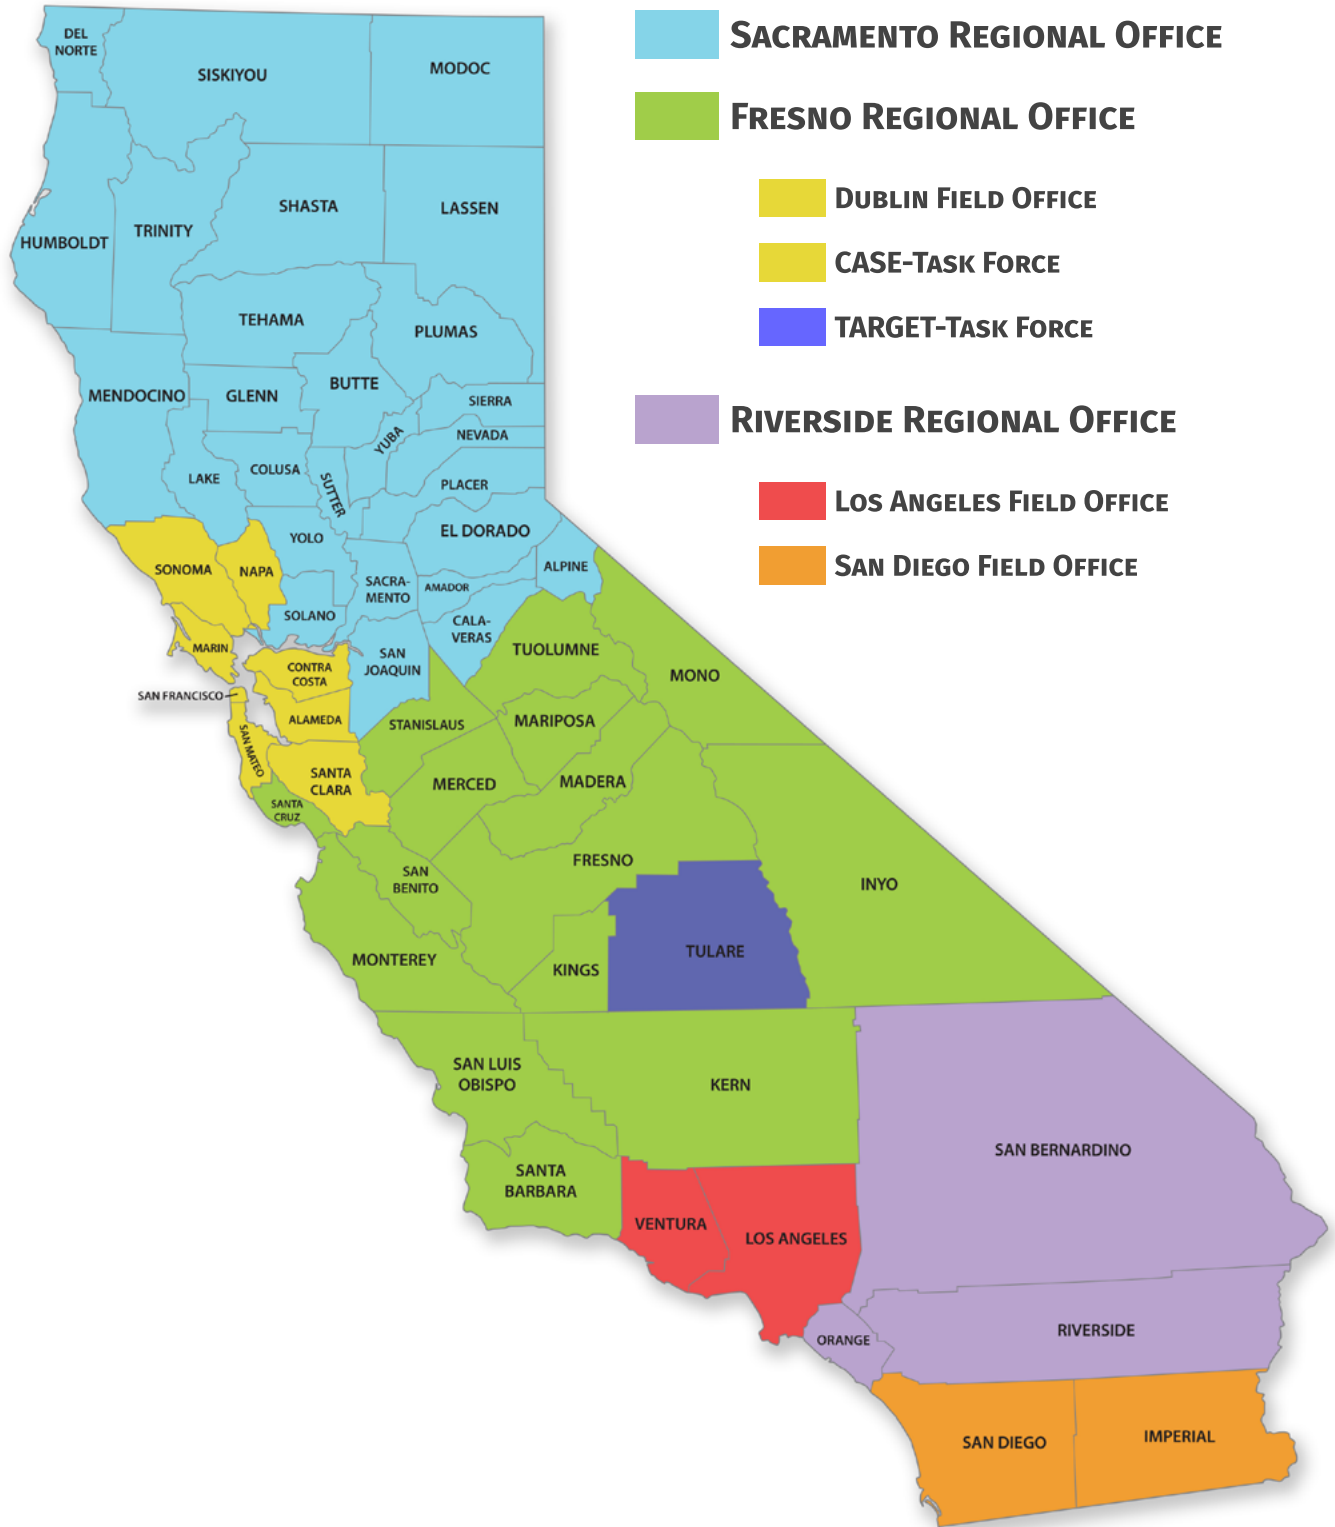 SACRAMENTO REGIONAL OFFICE
FRESNO REGIONAL OFFICE
DUBLIN FIELD OFFICE
CASE-TASK FORCE
TARGET-TASK FORCE
RIVERSIDE REGIONAL OFFICE
LOS ANGELES FIELD OFFICE
SAN DIEGO FIELD OFFICE
DEL
NORTE
SISKIYOU
MODOC
HUMBOLDT
TRINITY
SHASTA
LASSEN
TEHAMA
PLUMAS
MENDOCINO
GLENN
BUTTE
SIERRA
YUBA
NEVADA
LAKE
COLUSA
SUTTER
PLACER
YOLO
EL DORADO
SONOMA
NAPA
SACRA-
MENTO
AMADOR
ALPINE
SOLANO
CALA-
VERAS
MARIN
CONTRA
COSTA
SAN
JOAQUIN
TUOLUMNE
MONO
SAN FRANCISCO
ALAMEDA
STANISLAUS
MARIPOSA
SAN MATEO
SANTA
CLARA
MERCED
MADERA
SANTA
CRUZ
SAN
BENITO
FRESNO
INYO
MONTEREY
KINGS
TULARE
SAN LUIS
OBISPO
KERN
SAN BERNARDINO
SANTA
BARBARA
VENTURA
LOS ANGELES
ORANGE
RIVERSIDE
SAN DIEGO
IMPERIAL